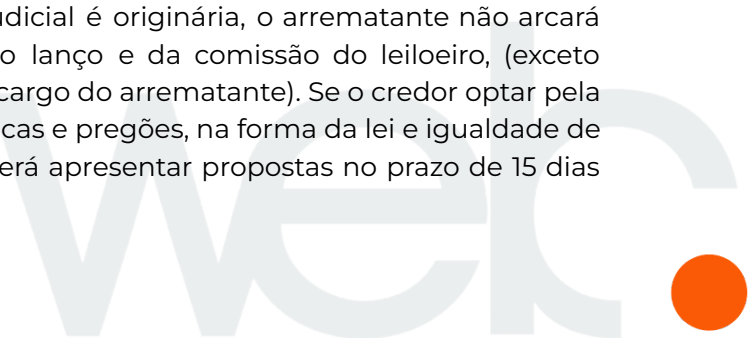 udicial é originária, o arrematante não arcará
o lanço e da comissão do leiloeiro, (exceto
cargo do arrematante). Se o credor optar pela
cas e pregões, na forma da lei e igualdade de
erá apresentar propostas no prazo de 15 dias
web.